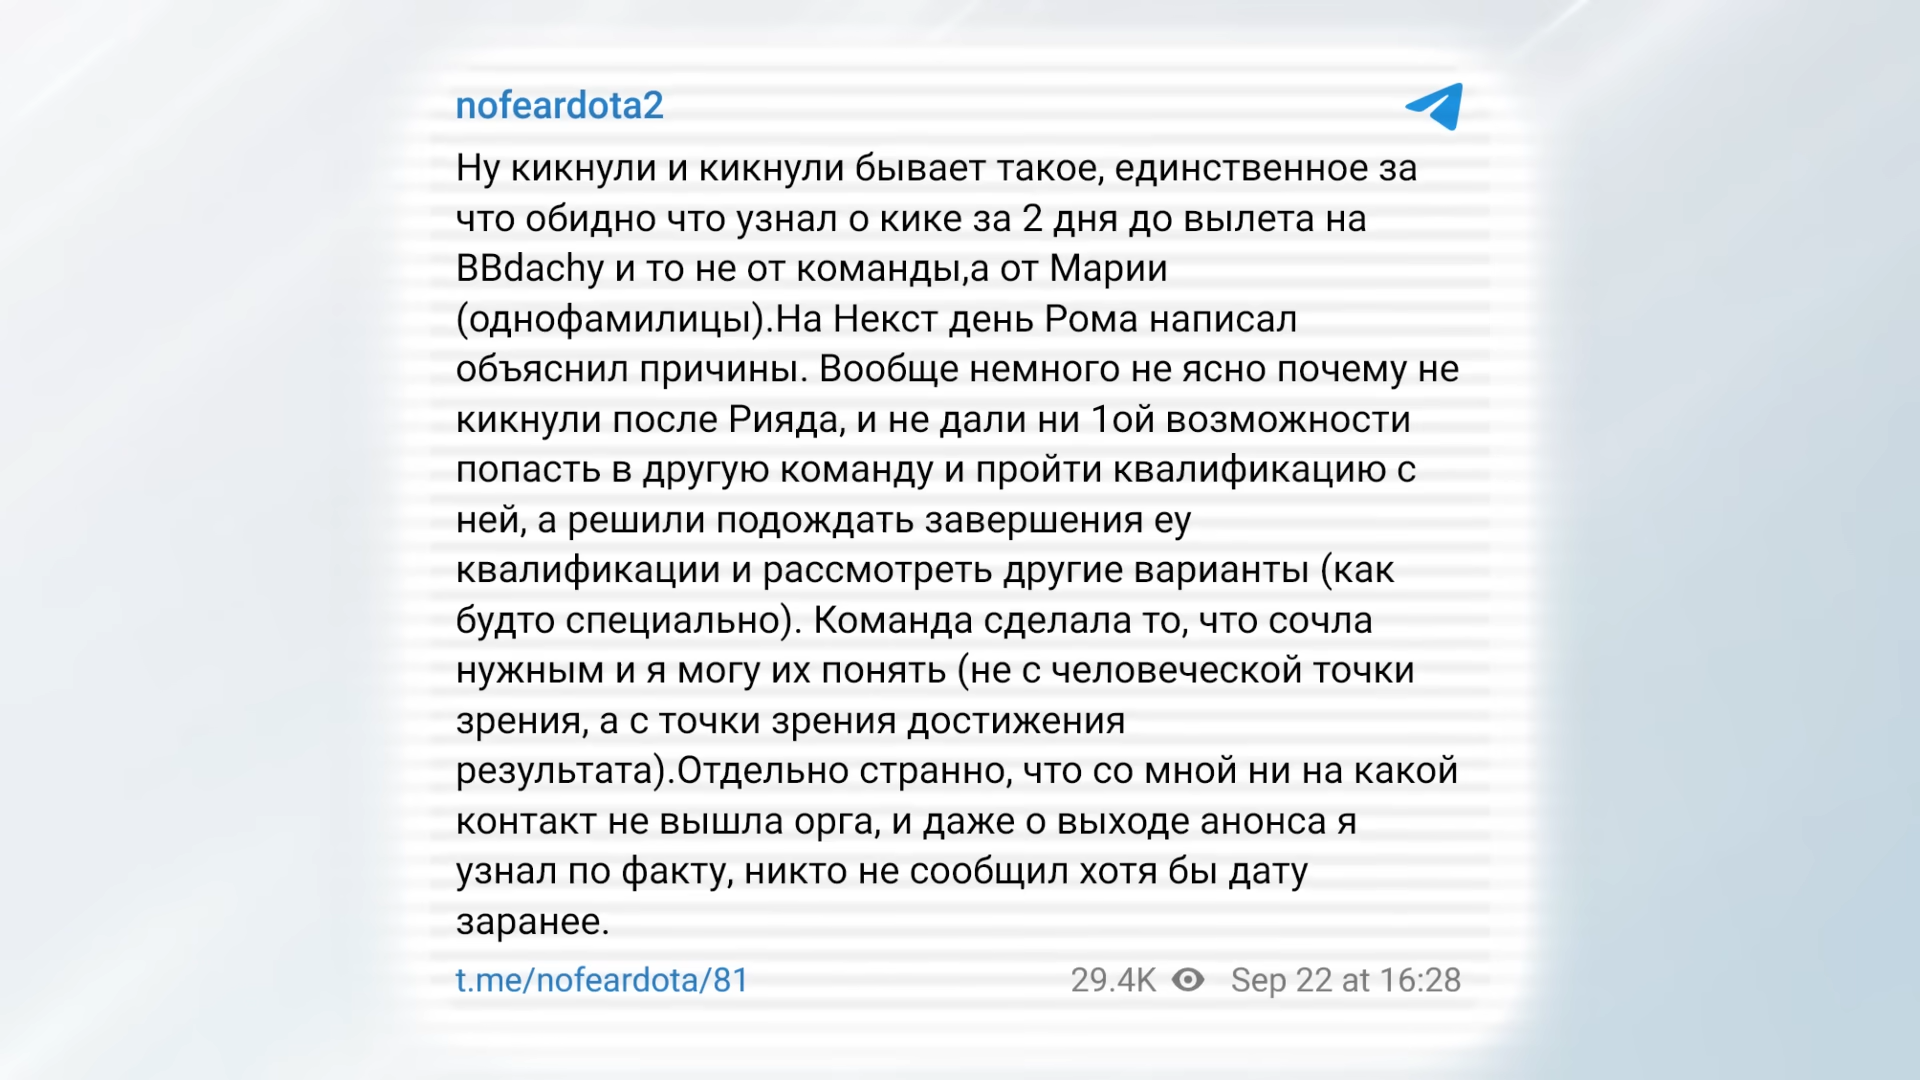 nofeardota2
Ну кикнули и кикнули бывает такое, единственное за
что обидно что узнал о кике за 2 дня до вылета на
BBdachy и то не от команды,а от Марии
(однофамилицы).На Некст день Рома написал
объяснил причины. Вообще немного не ясно почему не
кикнули после Рияда, и не дали ни 1ой возможности
попасть в другую команду и пройти квалификацию с
ней, а решили подождать завершения еу
квалификации и рассмотреть другие варианты (как
будто специально). Команда сделала то, что сочла
нужным и я могу их понять (не с человеческой точки
зрения, а с точки зрения достижения
результата).Отдельно странно, что со мной ни на какой
контакт не вышла орга, и даже о выходе анонса я
узнал по факту, никто не сообщил хотя бы дату
заранее.
t.me/nofeardota/81 29.4K Sep 22 at 16:28